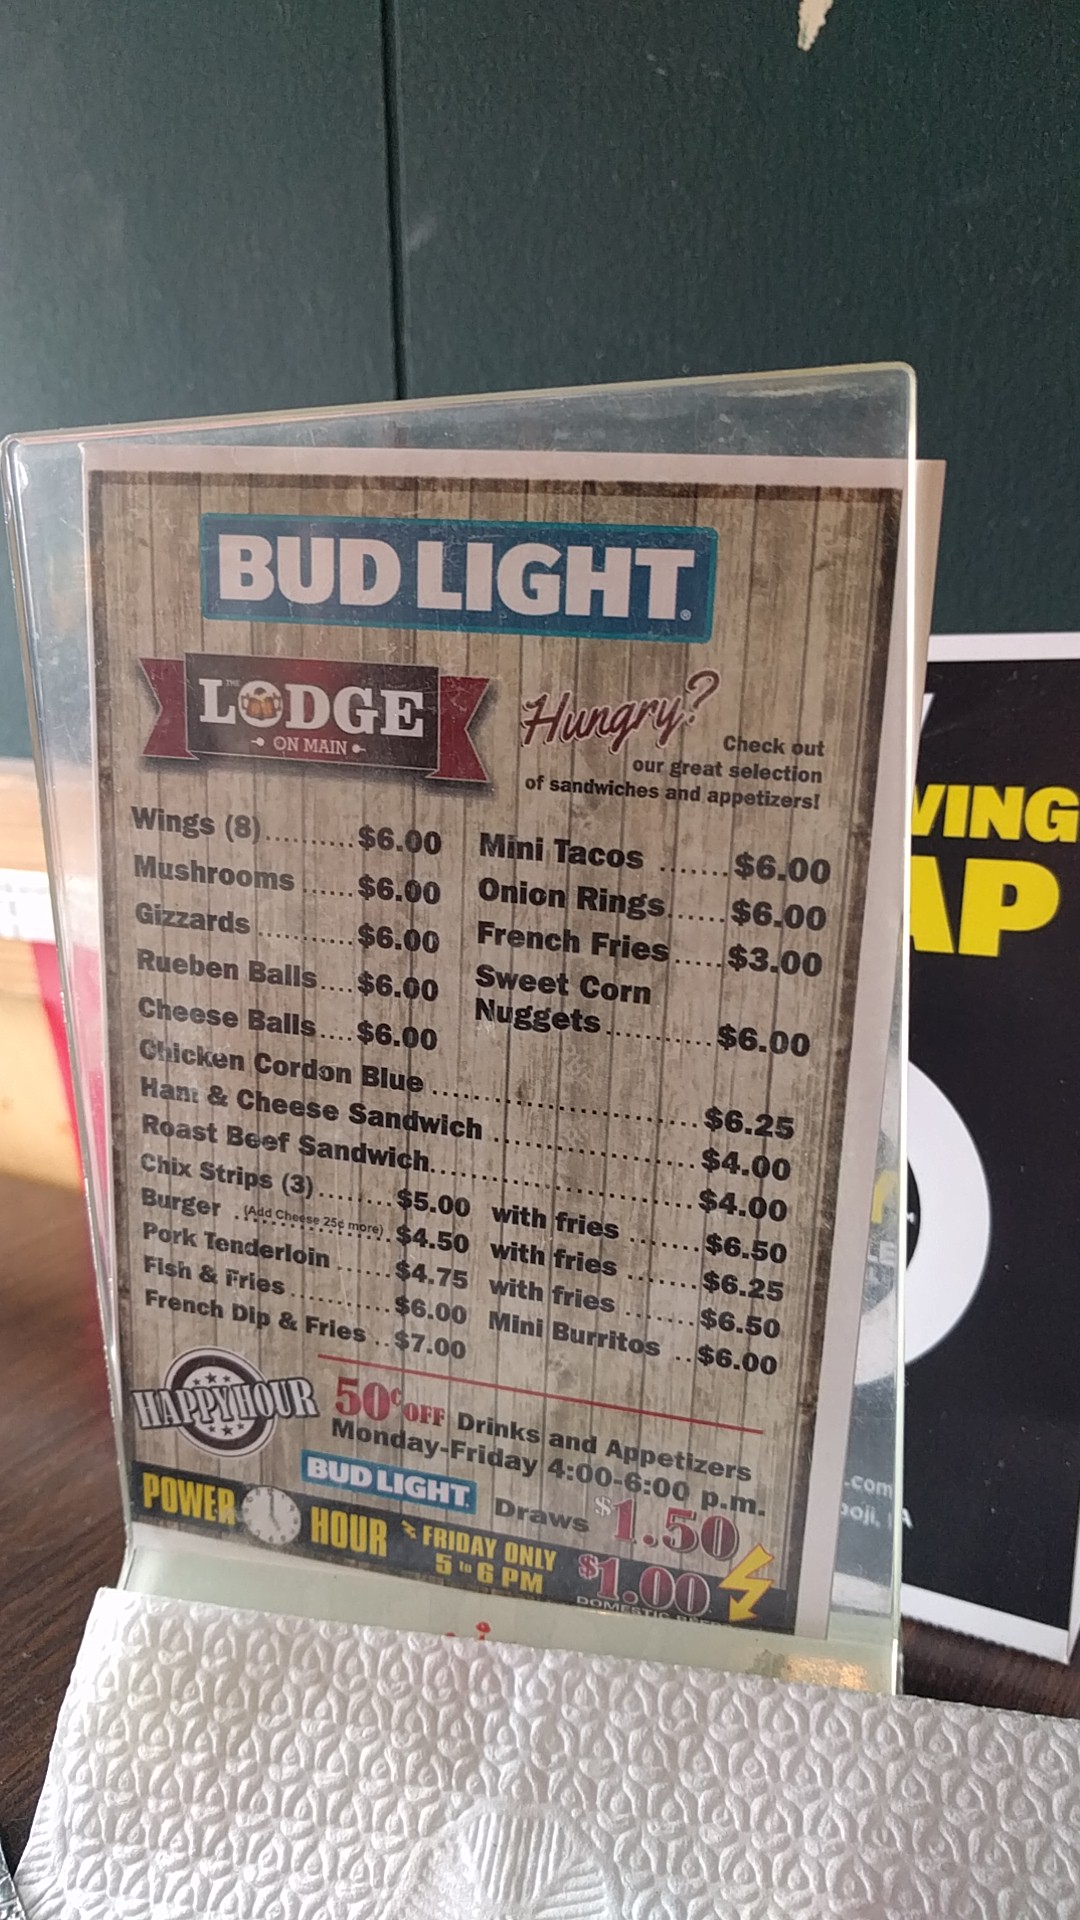 BUD LIGHT®
THE LODGE
ON MAIN
Hungry?
Check out
our great selection
of sandwiches and appetizers!
Wings (8)..........$6.00
Mushrooms ......$6.00
Gizzards ...........$6.00
Rueben Balls....$6.00
Cheese Balls....$6.00
Mini Tacos .......$6.00
Onion Rings......$6.00
French Fries .....$3.00
Sweet Corn
Nuggets...........$6.00
Chicken Cordon Blue ..............................$6.25
Ham & Cheese Sandwich .......................$4.00
Roast Beef Sandwich..............................$4.00
Chix Strips (3)........$5.00 with fries .......$6.50
Burger (Add Cheese 25¢ more) $4.50 with fries .......$6.25
Pork Tenderloin ......$4.75 with fries .......$6.50
Fish & Fries ..........$6.00 Mini Burritos ..$6.00
French Dip & Fries ..$7.00
HAPPY HOUR
50¢ OFF Drinks and Appetizers
Monday-Friday 4:00-6:00 p.m.
BUD LIGHT Draws $1.50
POWER HOUR FRIDAY ONLY
5 to 6 PM
$1.00
DOMESTIC
VING
AP
.com